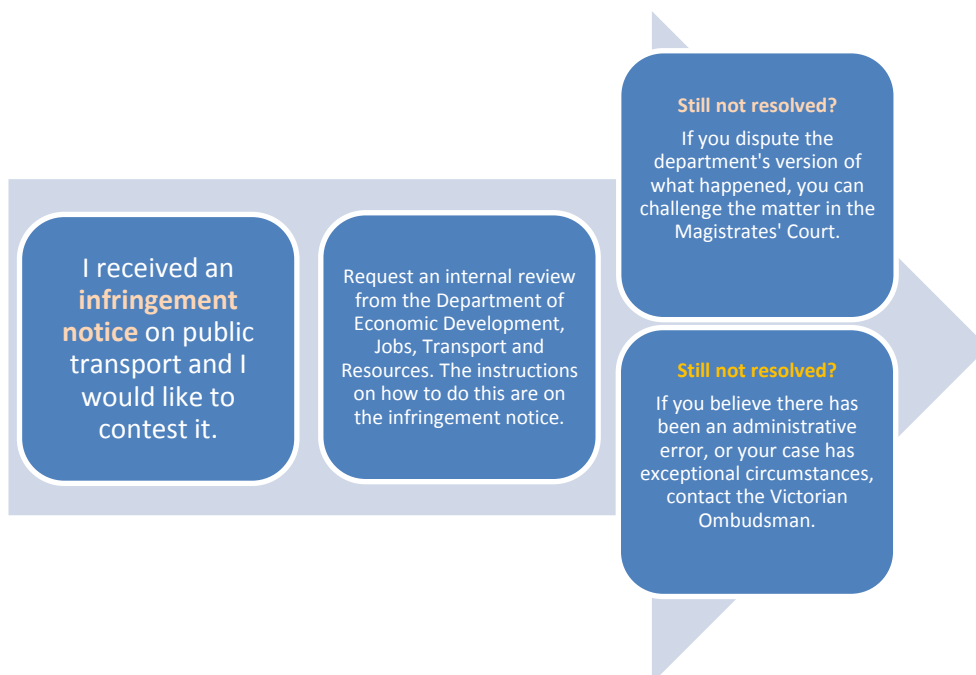 I received an
infringement
notice on public
transport and I
would like to
contest it.
Request an internal review
from the Department of
Economic Development,
Jobs, Transport and
Resources. The instructions
on how to do this are on
the infringement notice.
Still not resolved?
If you dispute the
department's version of
what happened, you can
challenge the matter in the
Magistrates' Court.
Still not resolved?
If you believe there has
been an administrative
error, or your case has
exceptional circumstances,
contact the Victorian
Ombudsman.